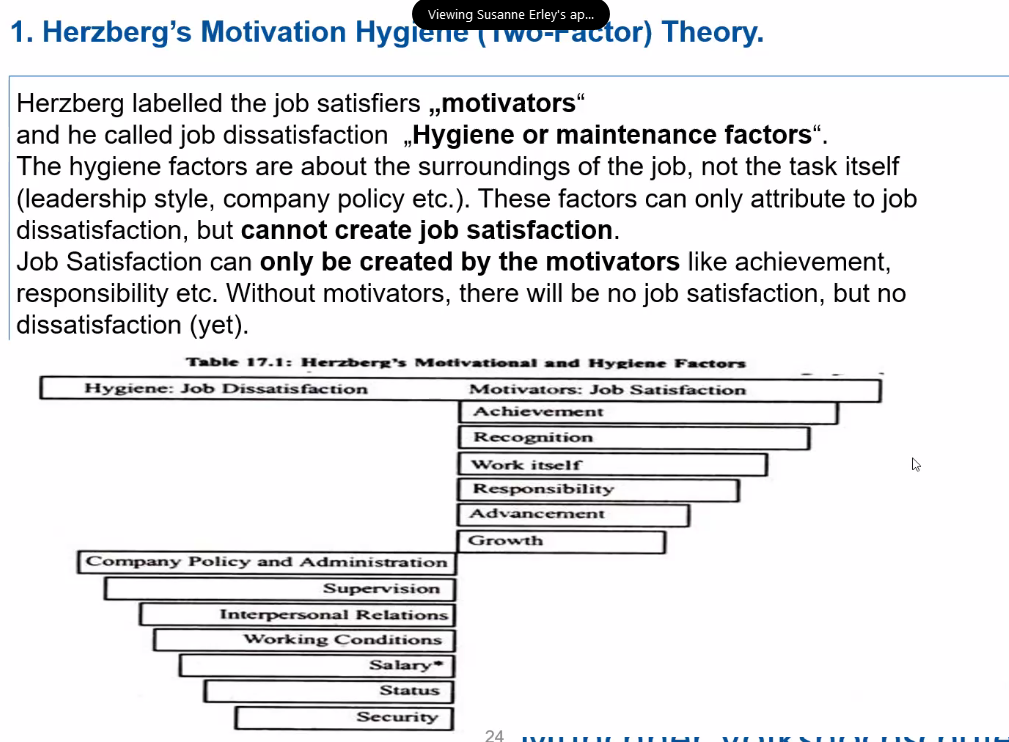 Viewing Susanne Erley's ap...
1. Herzberg's Motivation Hygiene (Two-Factor) Theory.
Herzberg labelled the job satisfiers „motivators“
and he called job dissatisfaction „Hygiene or maintenance factors“.
The hygiene factors are about the surroundings of the job, not the task itself
(leadership style, company policy etc.). These factors can only attribute to job
dissatisfaction, but cannot create job satisfaction.
Job Satisfaction can only be created by the motivators like achievement,
responsibility etc. Without motivators, there will be no job satisfaction, but no
dissatisfaction (yet).
Table 17.1: Herzberg's Motivational and Hygiene Factors
Hygiene: Job Dissatisfaction Motivators: Job Satisfaction
Achievement
Recognition
Work itself
Responsibility
Advancement
Growth
Company Policy and Administration
Supervision
Interpersonal Relations
Working Conditions
Salary*
Status
Security
24